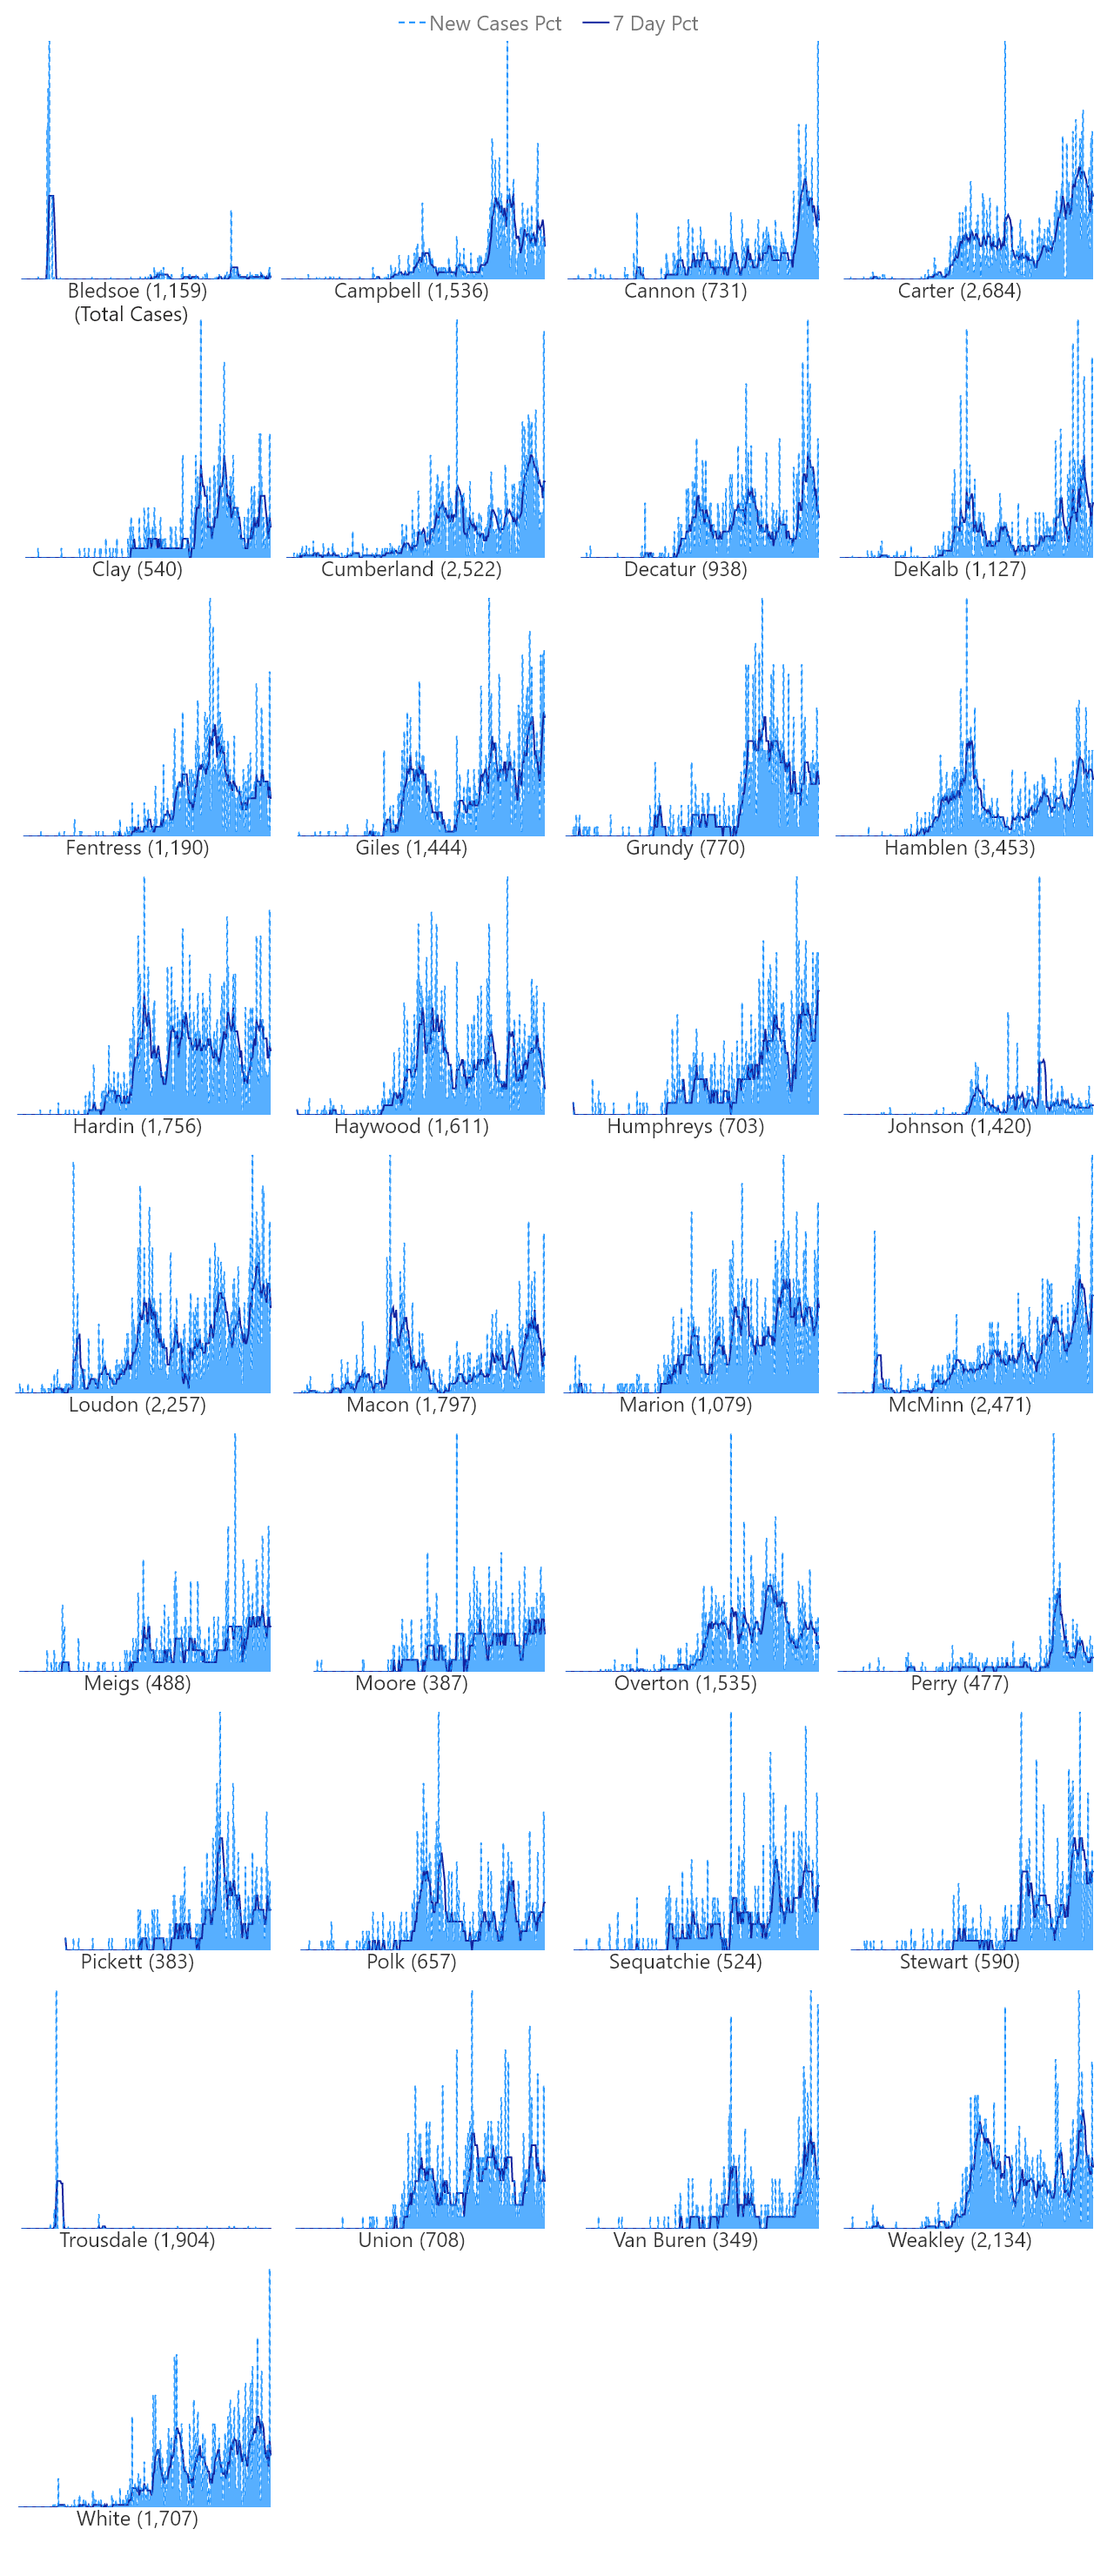 New Cases Pct 7 Day Pct
Bledsoe (1,159) Campbell (1,536) Cannon (731) Carter (2,684)
(Total Cases)
Clay (540) Cumberland (2,522) Decatur (938) DeKalb (1,127)
Fentress (1,190) Giles (1,444) Grundy (770) Hamblen (3,453)
Hardin (1,756) Haywood (1,611) Humphreys (703) Johnson (1,420)
Loudon (2,257) Macon (1,797) Marion (1,079) McMinn (2,471)
Meigs (488) Moore (387) Overton (1,535) Perry (477)
Pickett (383) Polk (657) Sequatchie (524) Stewart (590)
Trousdale (1,904) Union (708) Van Buren (349) Weakley (2,134)
White (1,707)